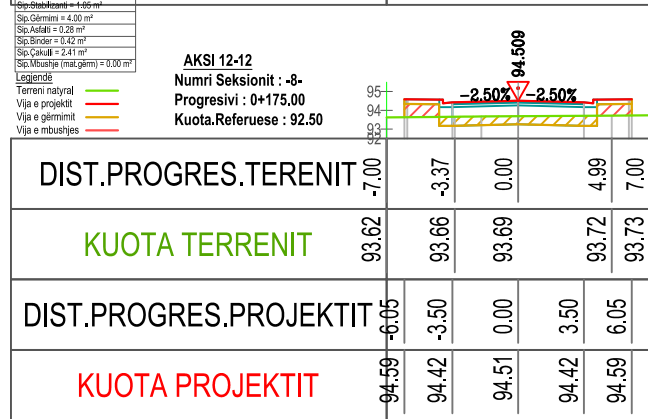 Sip.Stabilizanti = 1.05 m²
Sip.Gërmimi = 4.00 m²
Sip.Asfalti = 0.28 m²
Sip.Binder = 0.42 m²
Sip.Çakull = 2.41 m²
Sip.Mbushje (mat.gërm) = 0.00 m²
Legjendë
Terreni natyral
Vija e projektit
Vija e gërmimit
Vija e mbushjes
AKSI 12-12
Numri Seksionit : -8-
Progresivi : 0+175.00
Kuota.Referuese : 92.50
94.509
-2.50% -2.50%
95
94
93
92
DIST.PROGRES.TERENIT -7.00 -3.37 0.00 4.99 7.00
KUOTA TERRENIT 93.62 93.66 93.69 93.72 93.73
DIST.PROGRES.PROJEKTIT -6.05 -3.50 0.00 3.50 6.05
KUOTA PROJEKTIT 94.59 94.42 94.51 94.42 94.59